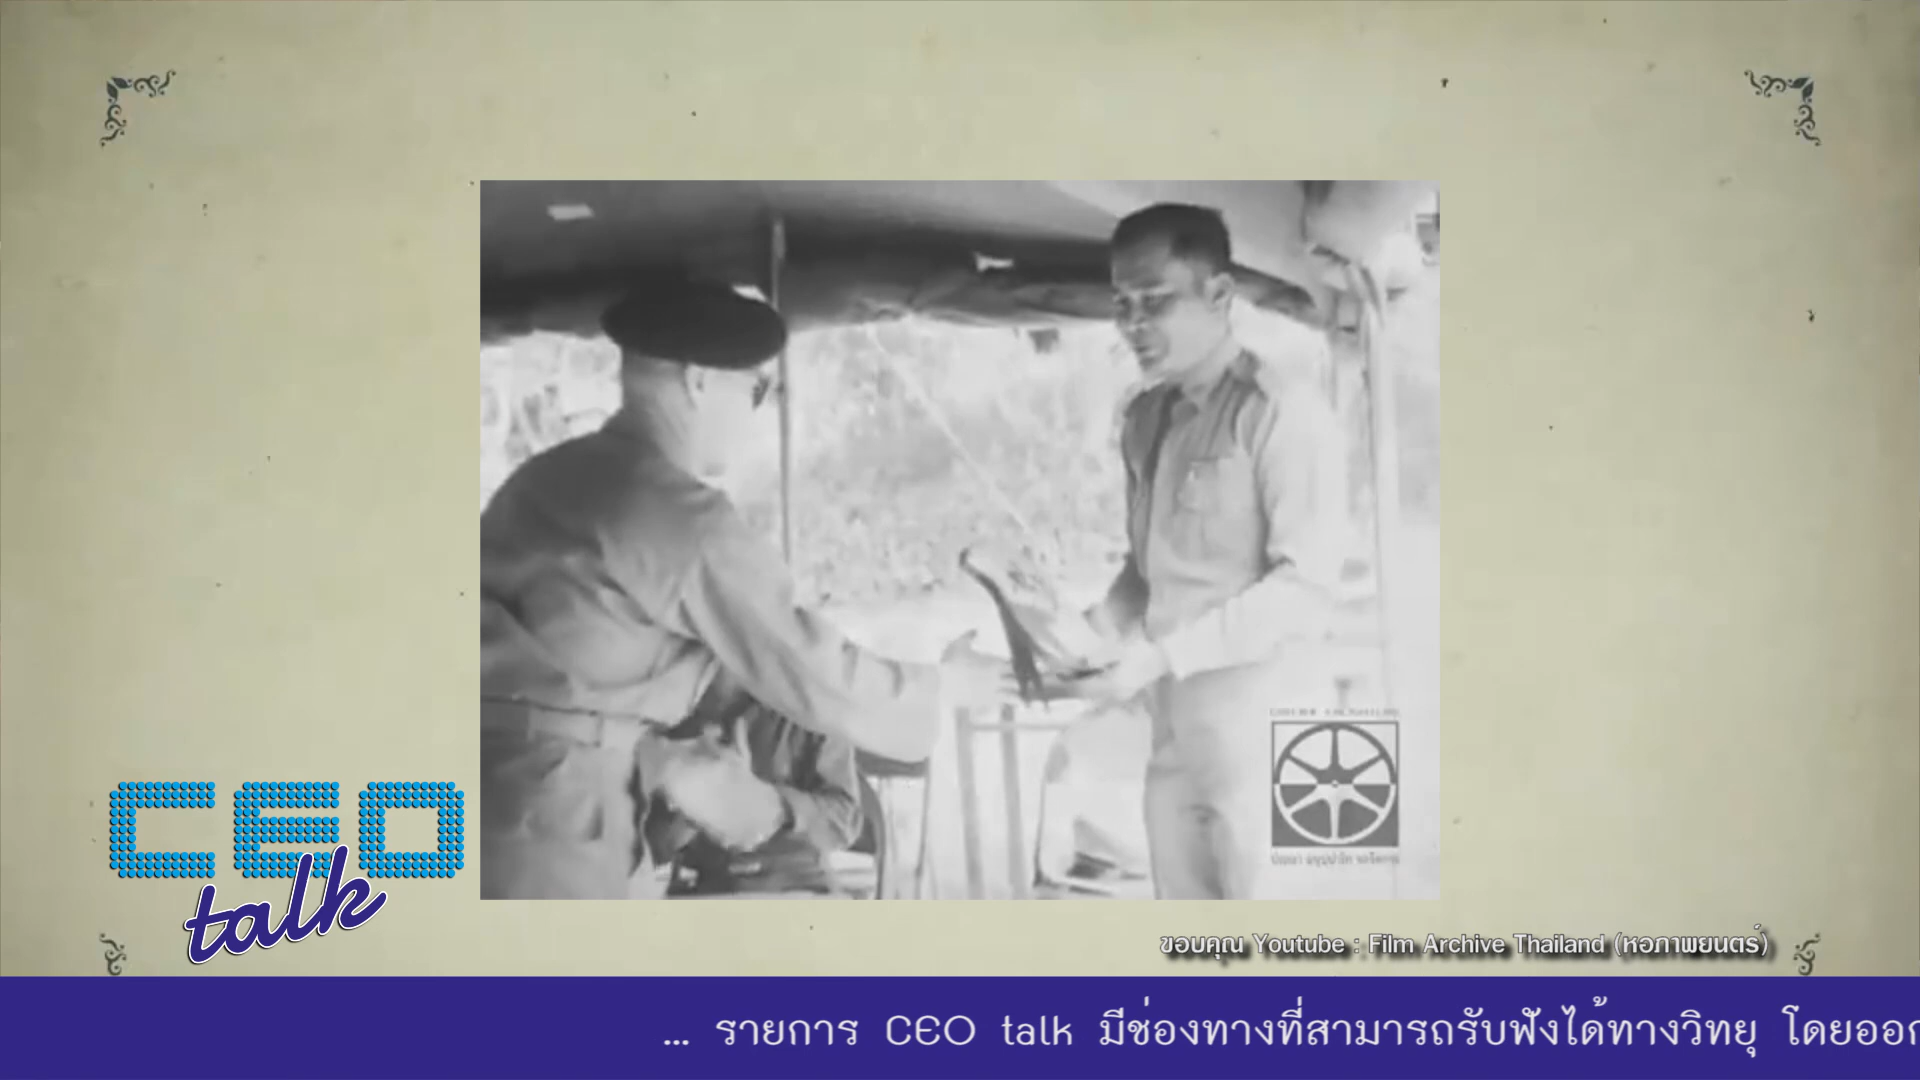 CEO
talk
ขอบคุณ Youtube : Film Archive Thailand (หอภาพยนตร์)
... รายการ CEO talk มีช่องทางที่สามารถรับฟังได้ทางวิทยุ โดยออก